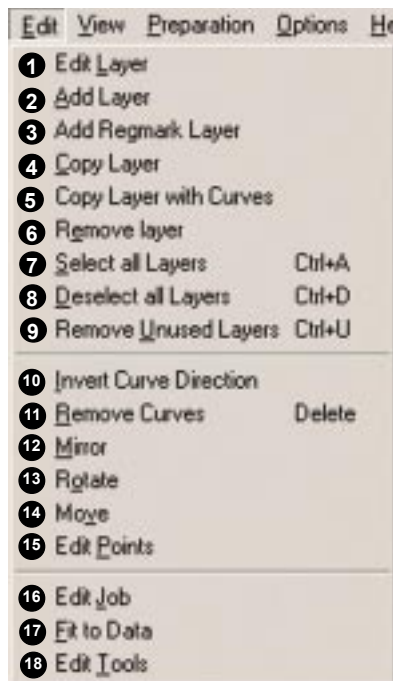 Edit View Preparation Options He
1 Edit Layer
2 Add Layer
3 Add Regmark Layer
4 Copy Layer
5 Copy Layer with Curves
6 Remove layer
7 Select all Layers Ctrl+A
8 Deselect all Layers Ctrl+D
9 Remove Unused Layers Ctrl+U
10 Invert Curve Direction
11 Remove Curves Delete
12 Mirror
13 Rotate
14 Move
15 Edit Points
16 Edit Job
17 Fit to Data
18 Edit Tools